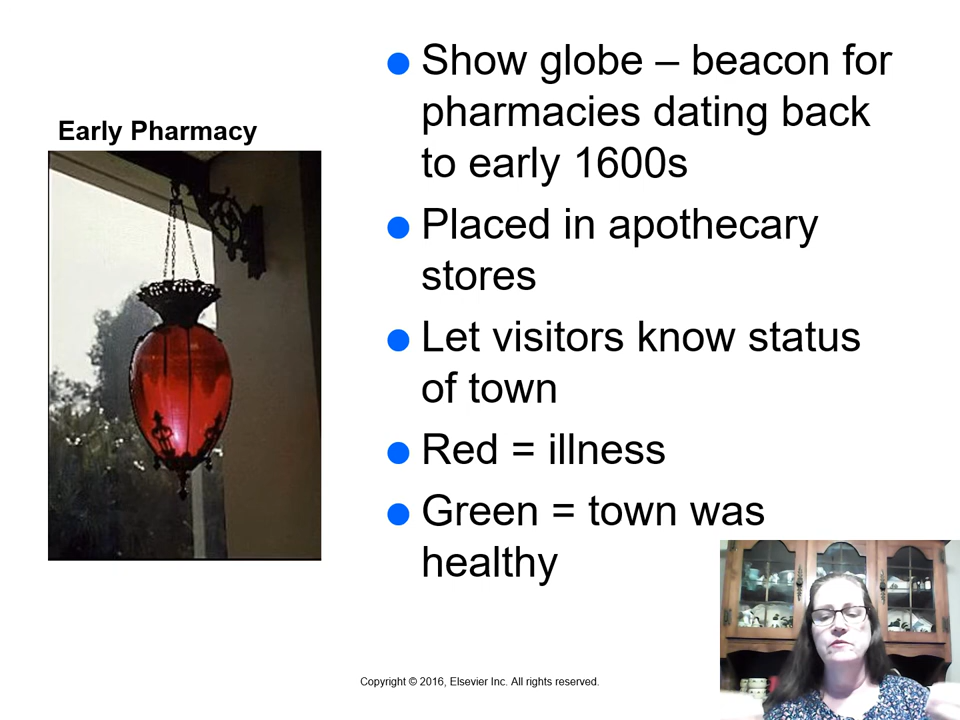 Early Pharmacy
Show globe – beacon for
pharmacies dating back
to early 1600s
Placed in apothecary
stores
Let visitors know status
of town
Red = illness
Green = town was
healthy
Copyright © 2016, Elsevier Inc. All rights reserved.